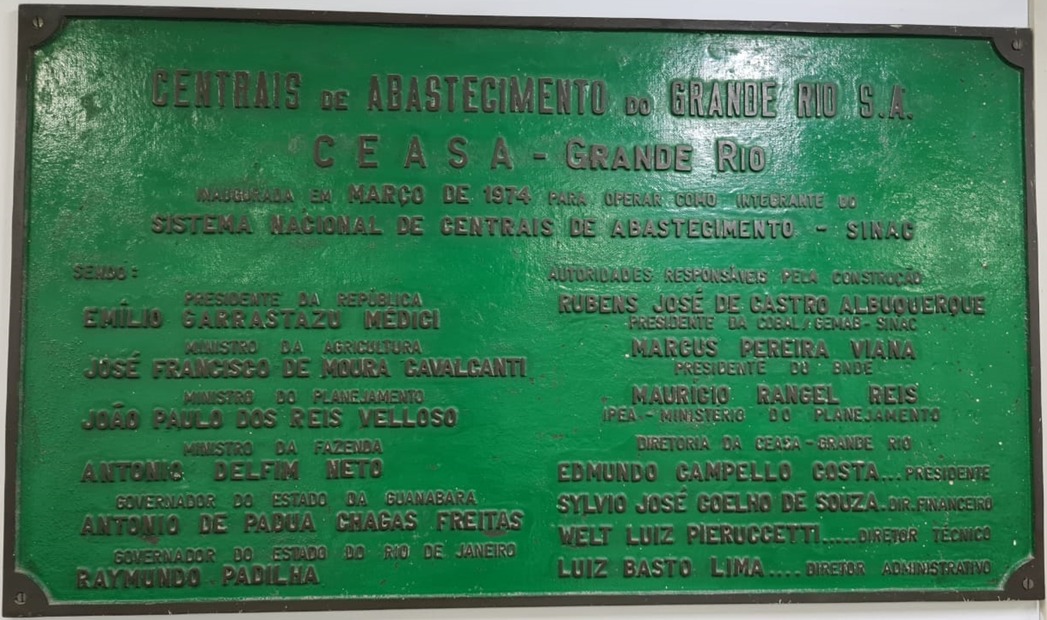 CENTRAIS DE ABASTECIMENTO DO GRANDE RIO S.A.
CEASA - GRANDE RIO
INAUGURADA EM MARÇO DE 1974 PARA OPERAR COMO INTEGRANTE DO
SISTEMA NACIONAL DE CENTRAIS DE ABASTECIMENTO - SINAC
SENDO:
PRESIDENTE DA REPÚBLICA
EMÍLIO GARRASTAZU MÉDICI
MINISTRO DA AGRICULTURA
JOSÉ FRANCISCO DE MOURA CAVALCANTI
MINISTRO DO PLANEJAMENTO
JOÃO PAULO DOS REIS VELLOSO
MINISTRO DA FAZENDA
ANTONIO DELFIM NETO
GOVERNADOR DO ESTADO DA GUANABARA
ANTONIO DE PADUA CHAGAS FREITAS
GOVERNADOR DO ESTADO DO RIO DE JANEIRO
RAYMUNDO PADILHA
AUTORIDADES RESPONSÁVEIS PELA CONSTRUÇÃO
RUBENS JOSÉ DE CASTRO ALBUQUERQUE
PRESIDENTE DA COBAL/GEMAB-SINAC
MARCUS PEREIRA VIANA
PRESIDENTE DO BNDE
MAURÍCIO RANGEL REIS
IPEA - MINISTÉRIO DO PLANEJAMENTO
DIRETORIA DA CEASA-GRANDE RIO
EDMUNDO CAMPELLO COSTA...PRESIDENTE
SYLVIO JOSÉ COELHO DE SOUZA.DIR.FINANCEIRO
WELT LUIZ PIERUCCETTI.....DIRETOR TÉCNICO
LUIZ BASTO LIMA....DIRETOR ADMINISTRATIVO